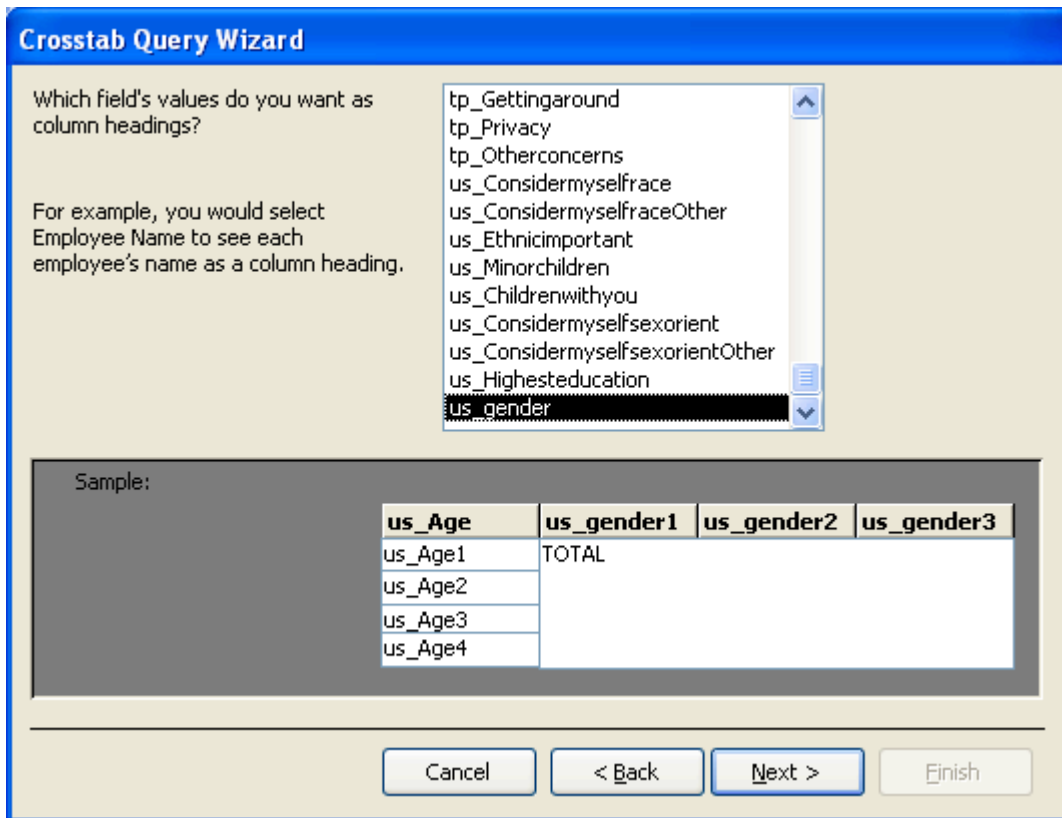 Crosstab Query Wizard
Which field's values do you want as
column headings?
For example, you would select
Employee Name to see each
employee's name as a column heading.
tp_Gettingaround
tp_Privacy
tp_Otherconcerns
us_Considermyselfrace
us_ConsidermyselfraceOther
us_Ethnicimportant
us_Minorchildren
us_Childrenwithyou
us_Considermyselfsexorient
us_ConsidermyselfsexorientOther
us_Highesteducation
us_gender
Sample:
us_Age us_gender1 us_gender2 us_gender3
us_Age1 TOTAL
us_Age2
us_Age3
us_Age4
Cancel < Back Next > Finish